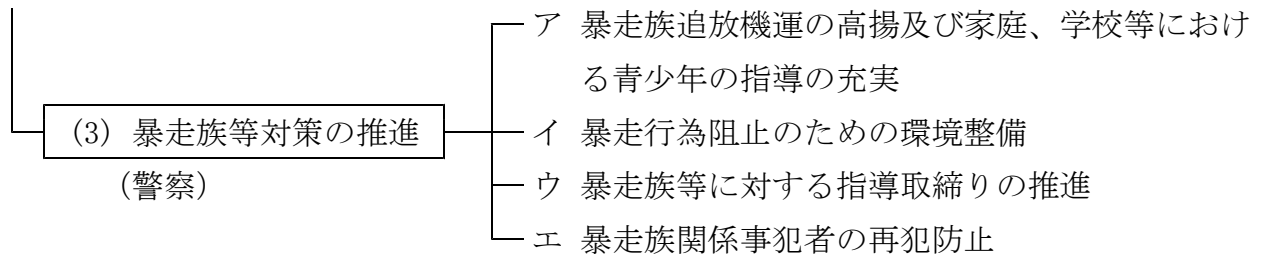 ア 暴走族追放機運の高揚及び家庭、学校等におけ
る青少年の指導の充実
(3) 暴走族等対策の推進
イ 暴走行為阻止のための環境整備
(警察)
ウ 暴走族等に対する指導取締りの推進
エ 暴走族関係事犯者の再犯防止